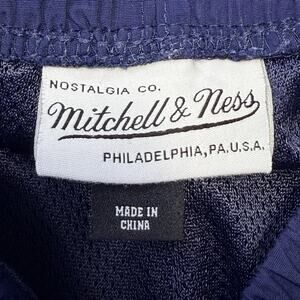 NOSTALGIA CO.
Mitchell & Ness
PHILADELPHIA, PA. U.S.A.
MADE IN
CHINA